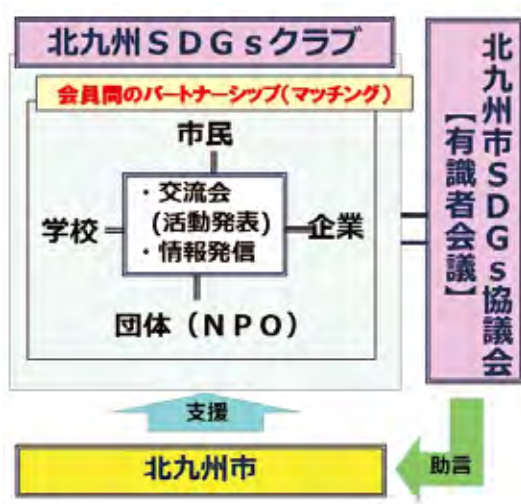 北九州SDGsクラブ
会員間のパートナーシップ(マッチング)
市民
学校
・交流会
(活動発表)
・情報発信
企業
団体(NPO)
北九州市SDGs協議会
【有識者会議】
支援
北九州市
助言